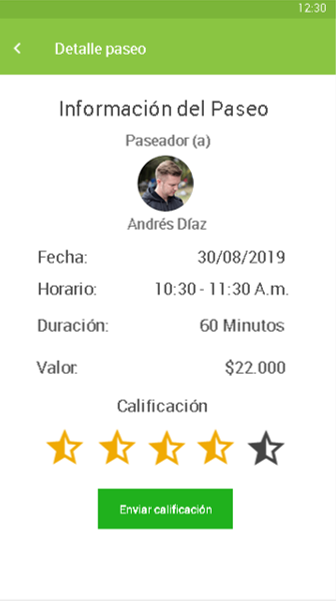 12:30
Detalle paseo
Información del Paseo
Paseador (a)
Andrés Díaz
Fecha: 30/08/2019
Horario: 10:30 - 11:30 A.m.
Duración: 60 Minutos
Valor: $22.000
Calificación
Enviar calificación